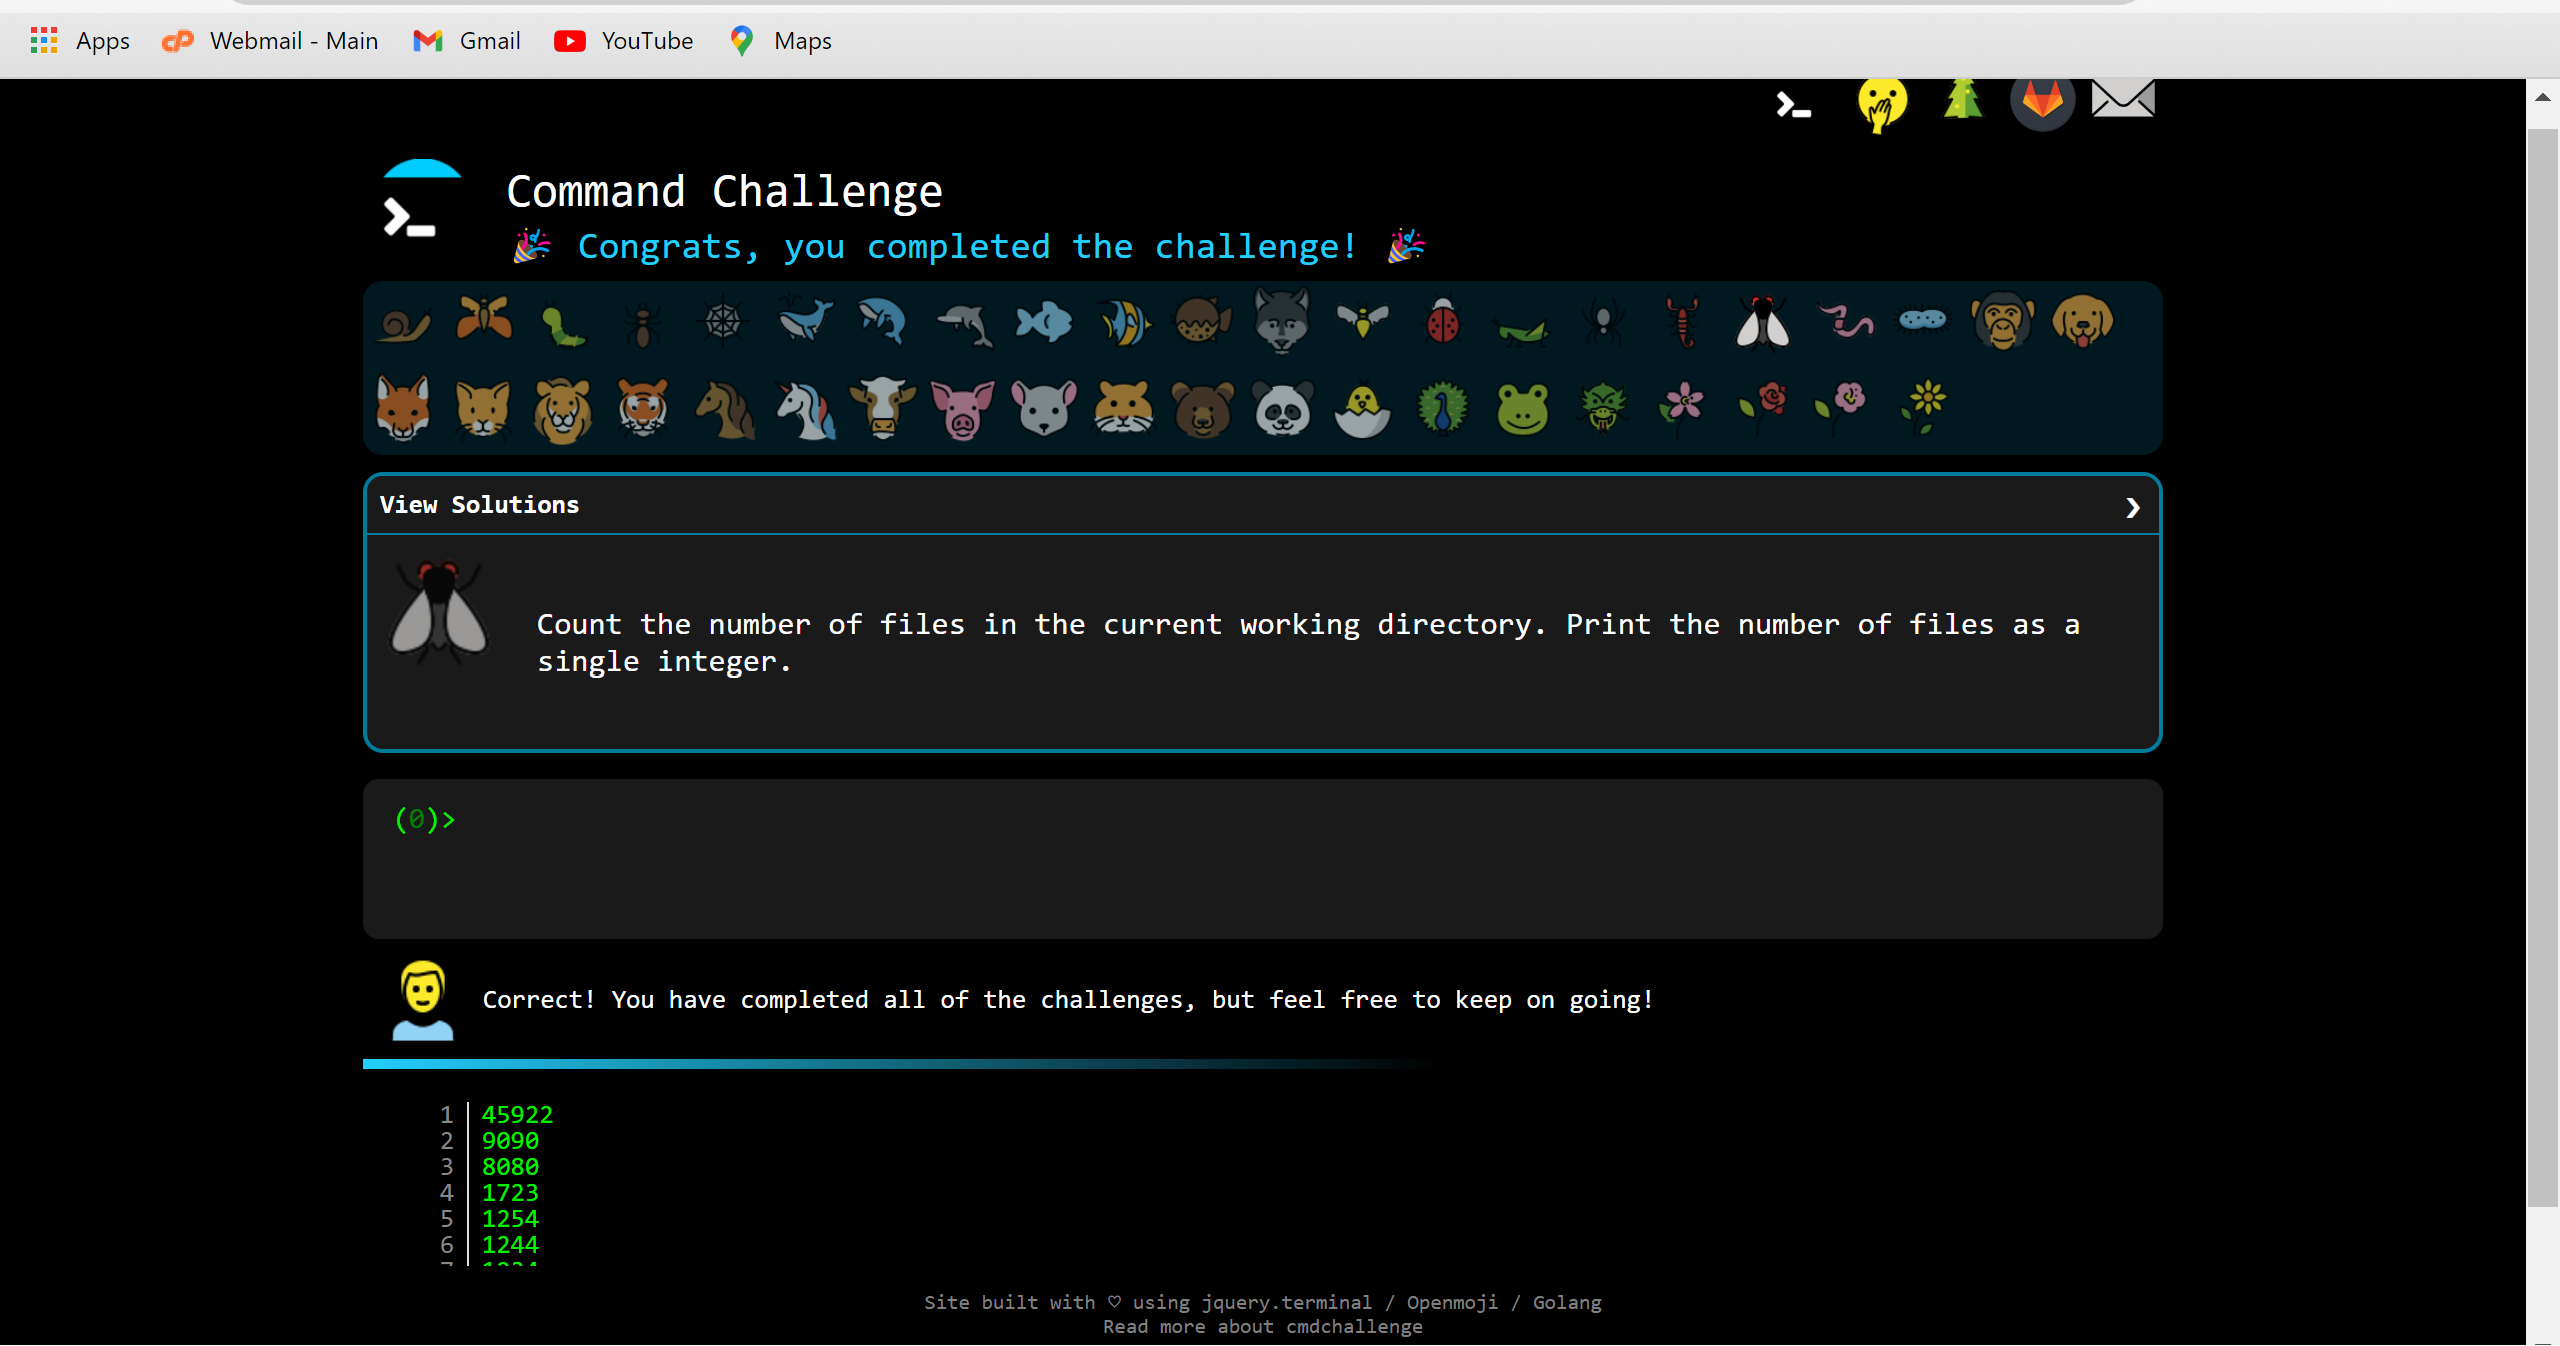 Apps Webmail - Main Gmail YouTube Maps
Command Challenge
Congrats, you completed the challenge!
View Solutions
Count the number of files in the current working directory. Print the number of files as a
single integer.
(0)>
Correct! You have completed all of the challenges, but feel free to keep on going!
1 45922
2 9090
3 8080
4 1723
5 1254
6 1244
Site built with ♡ using jquery.terminal / Openmoji / Golang
Read more about cmdchallenge